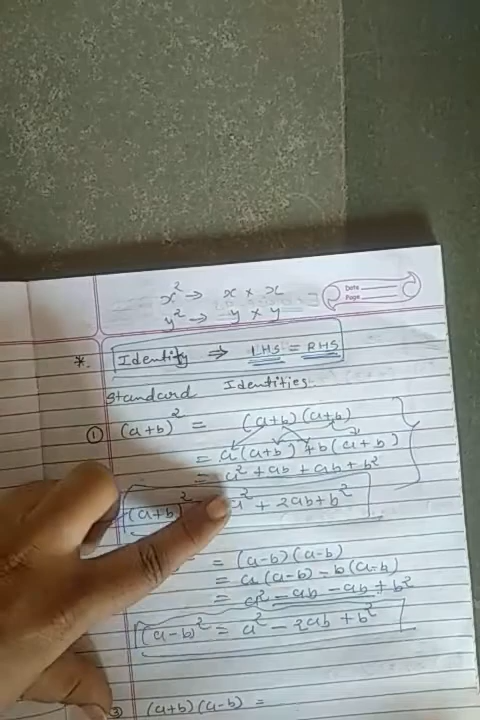 x² → x × x
Date
Page
y² → y × y
*. Identity ⇒ LHS = RHS
Standard Identities
① (a+b)² = (a+b)(a+b)
= a(a+b) + b(a+b)
= a² + ab + ab + b²
(a+b)² a² + 2ab + b²
= (a-b)(a-b)
= a(a-b) - b(a-b)
= a² - ab - ab + b²
(a-b)² = a² - 2ab + b²
③ (a+b)(a-b) =